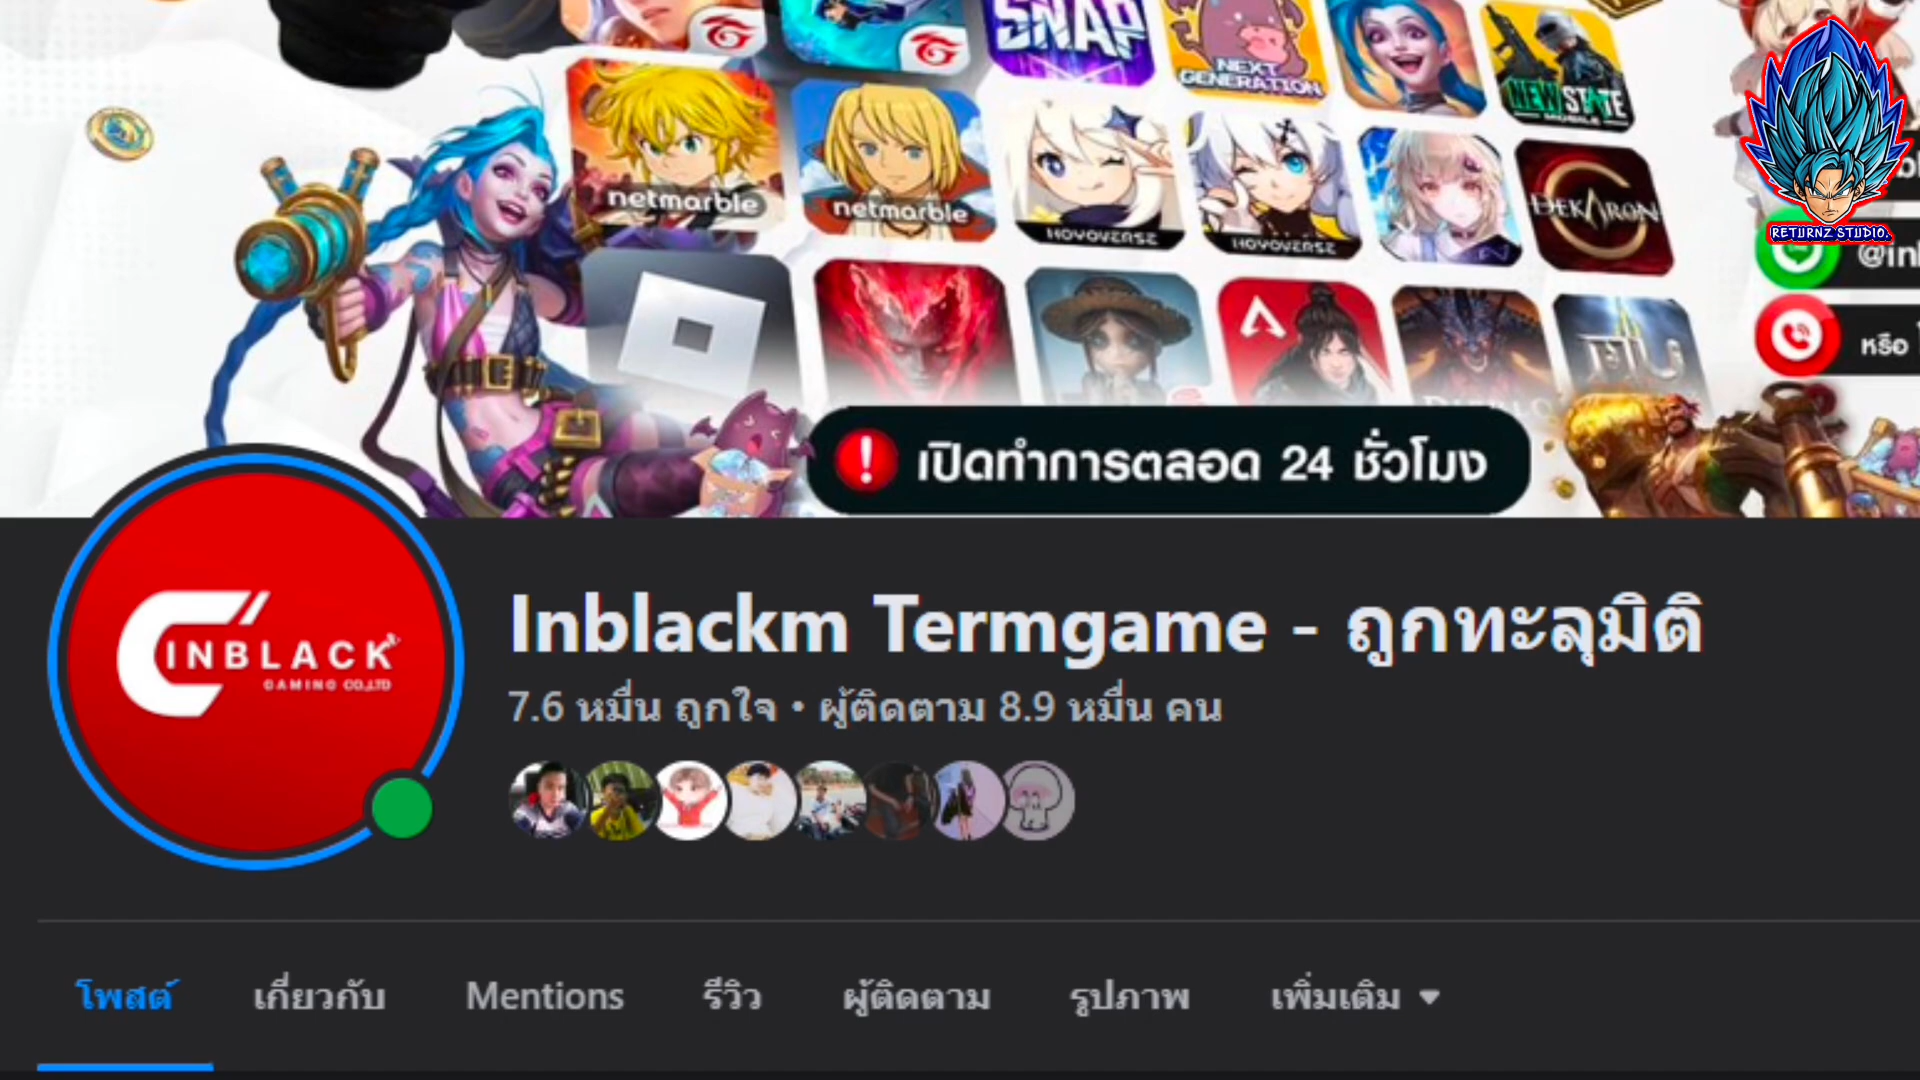 SNAP
NEXT
GENERATION
NEW STATE
MOBILE
netmarble
netmarble
HOYOVERSE
HOYOVERSE
DEKARON
RETURNZ STUDIO.
หรือ
เปิดทำการตลอด 24 ชั่วโมง
INBLACK
GAMING CO.,LTD
Inblackm Termgame - ถูกทะลุมิติ
7.6 หมื่น ถูกใจ • ผู้ติดตาม 8.9 หมื่น คน
โพสต์ เกี่ยวกับ Mentions รีวิว ผู้ติดตาม รูปภาพ เพิ่มเติม